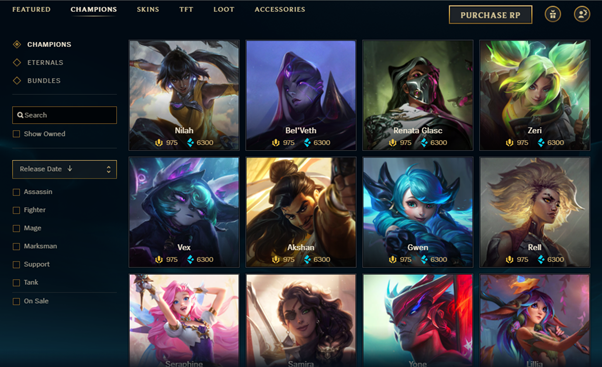 FEATURED CHAMPIONS SKINS TFT LOOT ACCESSORIES PURCHASE RP
CHAMPIONS
ETERNALS
BUNDLES
Search
Show Owned
Release Date
Assassin
Fighter
Mage
Marksman
Support
Tank
On Sale
Nilah Bel'Veth Renata Glasc Zeri
975 6300 975 6300 975 6300 975 6300
Vex Akshan Gwen Rell
975 6300 975 6300 975 6300 975 6300
Seraphine Samira Yone Lillia